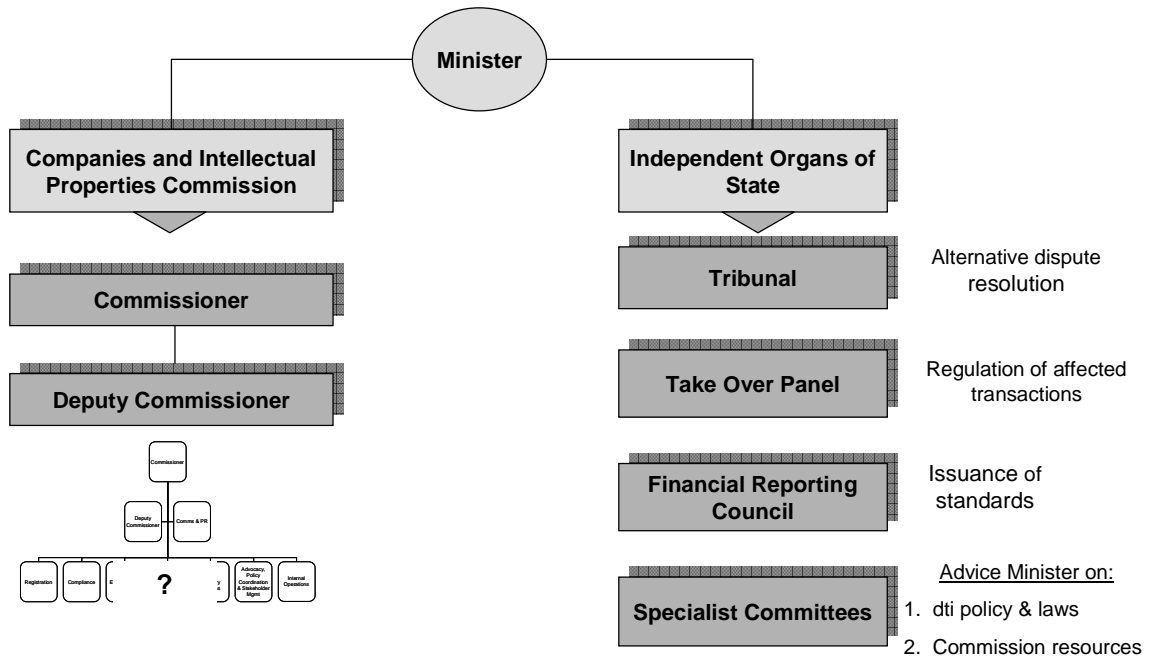 Minister
Companies and Intellectual
Properties Commission
Independent Organs of
State
Commissioner
Deputy Commissioner
Commissioner
Deputy
Commissioner
Comms & PR
Registration
Compliance
E
?
y
s
Advocacy,
Policy
Coordination
& Stakeholder
Mgmt
Internal
Operations
Tribunal
Alternative dispute
resolution
Take Over Panel
Regulation of affected
transactions
Financial Reporting
Council
Issuance of
standards
Specialist Committees
Advice Minister on:
1. dti policy & laws
2. Commission resources